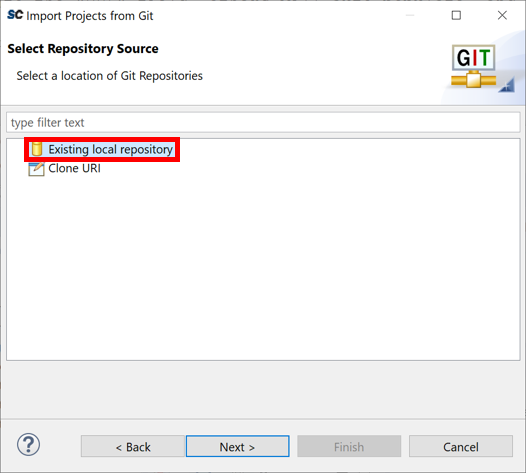 SC Import Projects from Git
Select Repository Source
Select a location of Git Repositories
GIT
type filter text
Existing local repository
Clone URI
?
< Back
Next >
Finish
Cancel